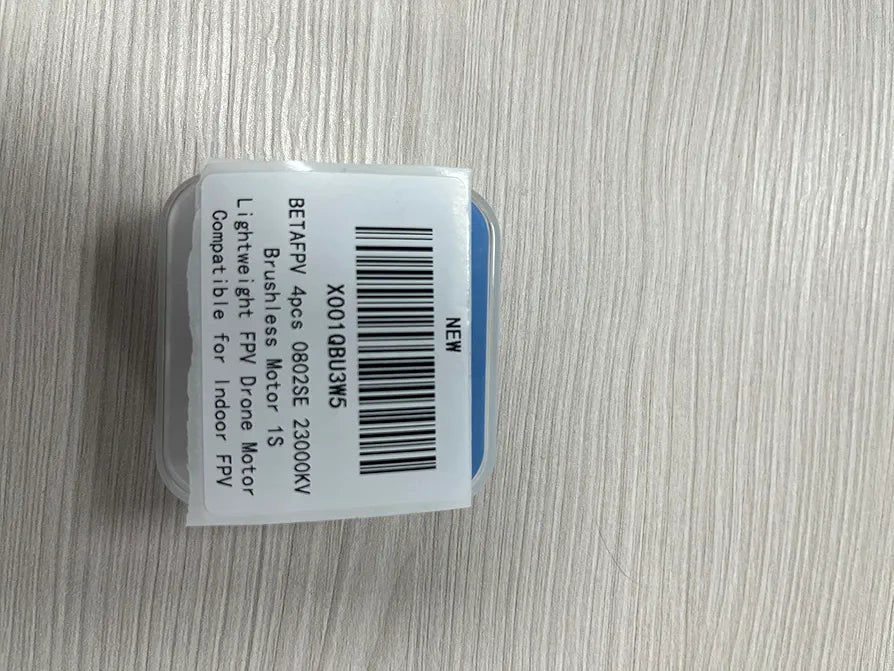 NEW
X001QBU3W5
BETAFPV 4pcs 0802SE 23000KV
Brushless Motor 1S
Lightweight FPV Drone Motor
Compatible for Indoor FPV